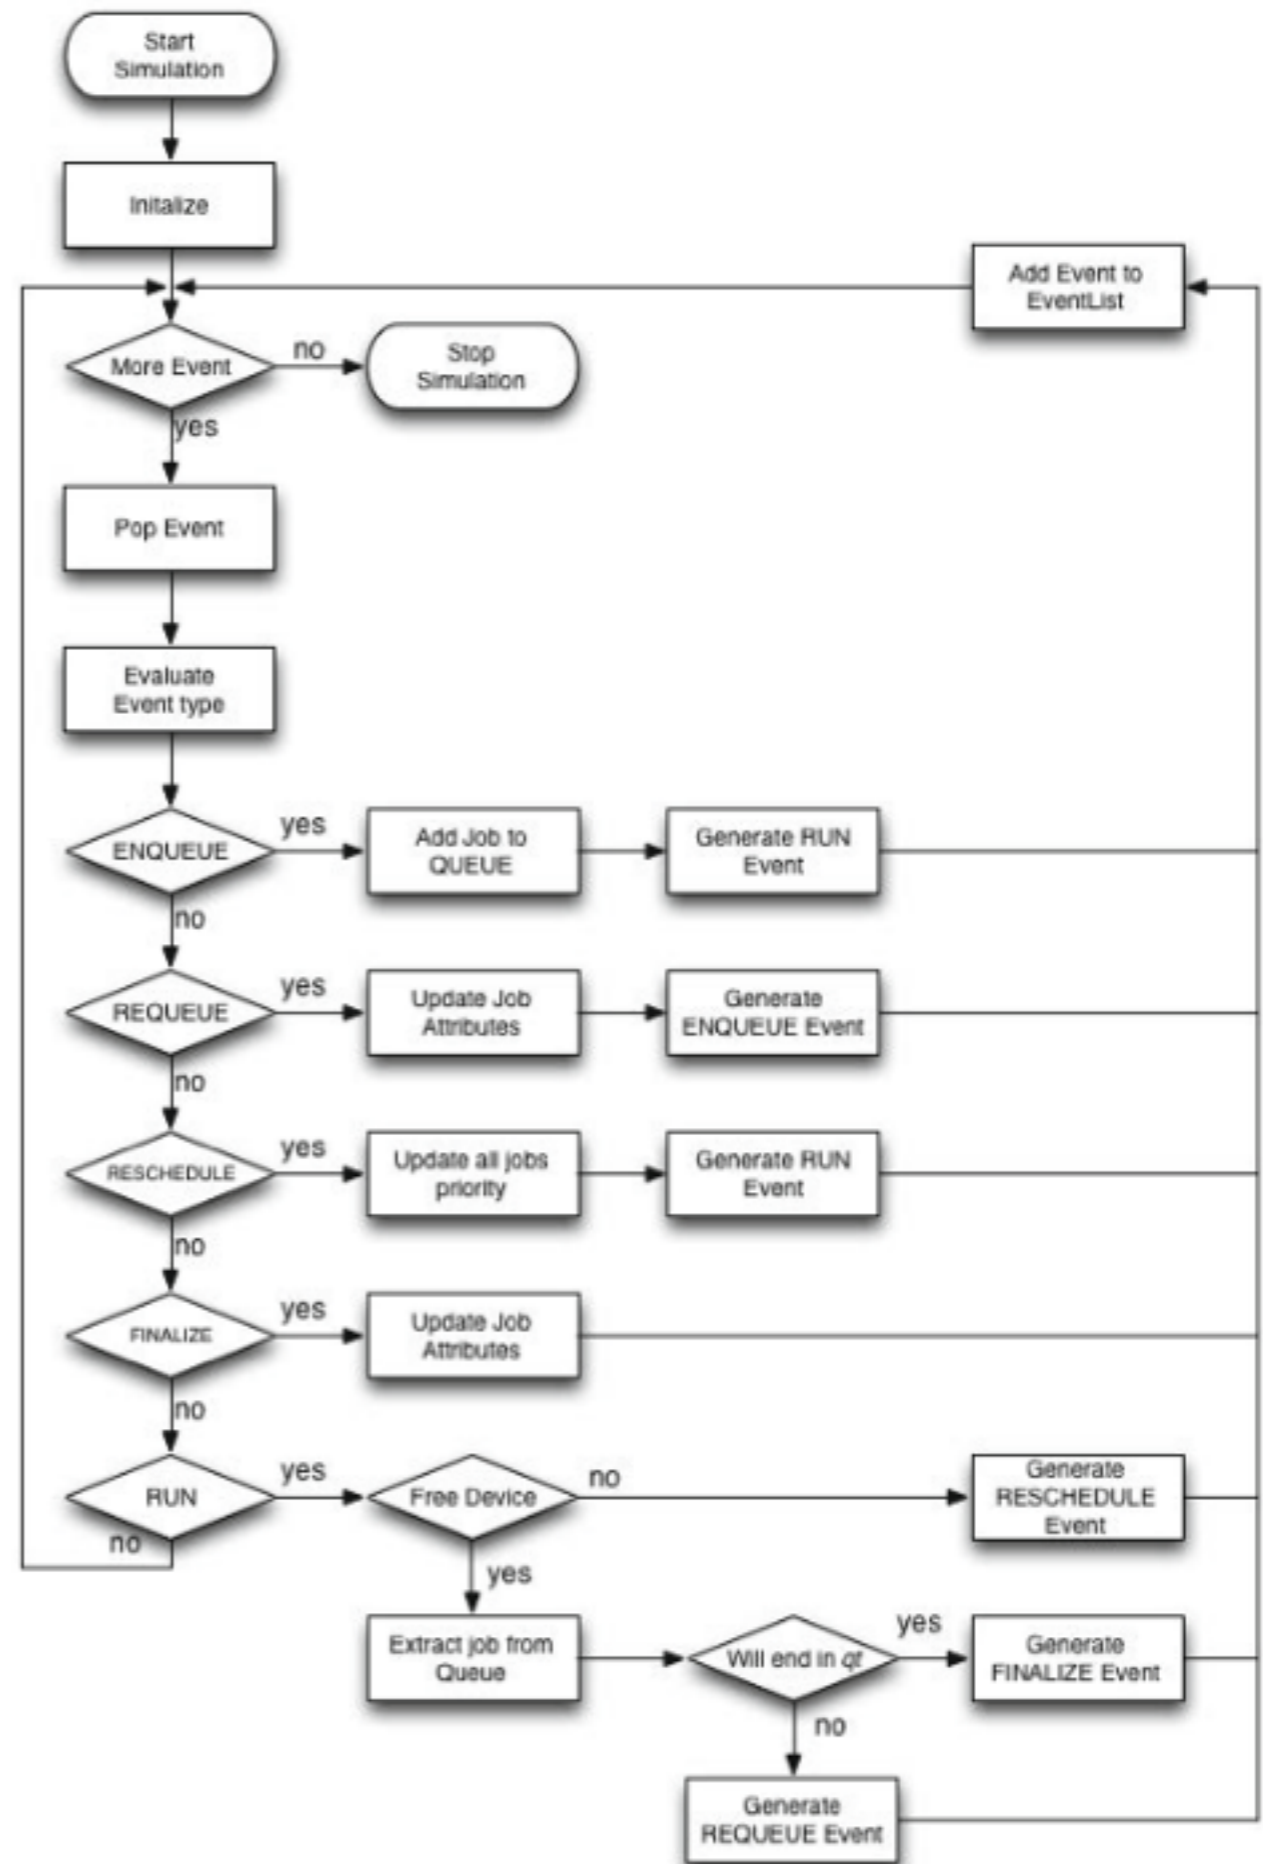 Start
Simulation
Initalize
Add Event to
EventList
More Event
no
Stop
Simulation
yes
Pop Event
Evaluate
Event type
ENQUEUE
yes
Add Job to
QUEUE
Generate RUN
Event
no
REQUEUE
yes
Update Job
Attributes
Generate
ENQUEUE Event
no
RESCHEDULE
yes
Update all jobs
priority
Generate RUN
Event
no
FINALIZE
yes
Update Job
Attributes
no
RUN
yes
Free Device
no
Generate
RESCHEDULE
Event
no
yes
Extract job from
Queue
Will end in qt
yes
Generate
FINALIZE Event
no
Generate
REQUEUE Event